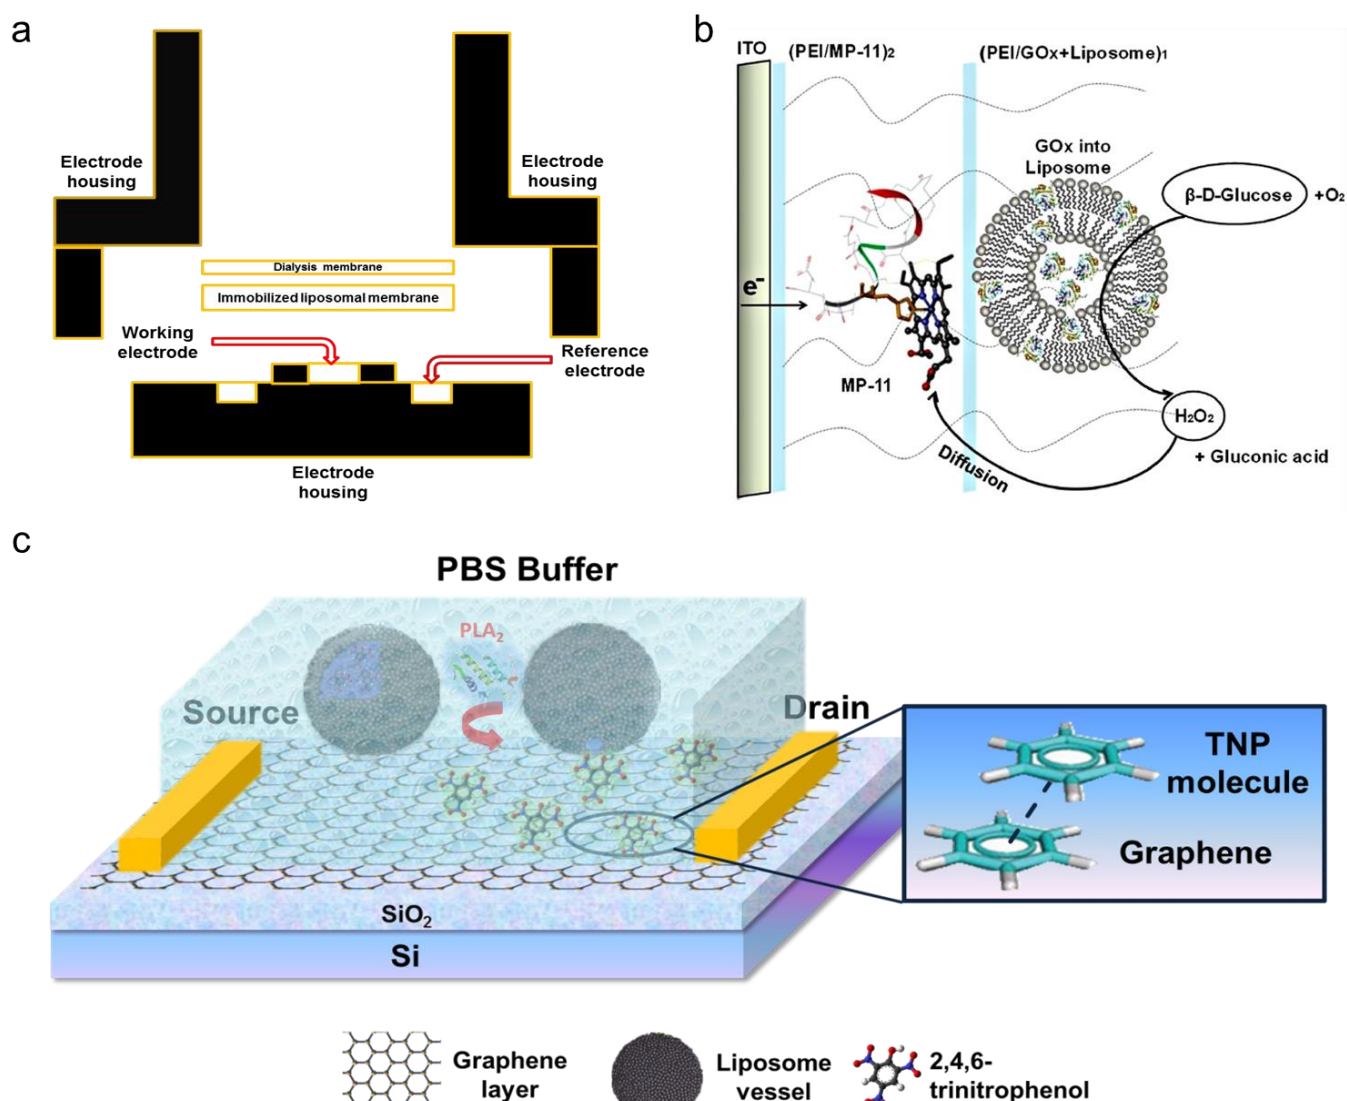 a
Electrode
housing
Electrode
housing
Dialysis membrane
Immobilized liposomal membrane
Working
electrode
Reference
electrode
Electrode
housing
b
ITO
(PEI/MP-11)₂
(PEI/GOx+Liposome)₁
GOx into
Liposome
β-D-Glucose
+O₂
e⁻
MP-11
H₂O₂
+ Gluconic acid
Diffusion
c
PBS Buffer
PLA₂
Source
Drain
TNP
molecule
Graphene
SiO₂
Si
Graphene
layer
Liposome
vessel
2,4,6-
trinitrophenol